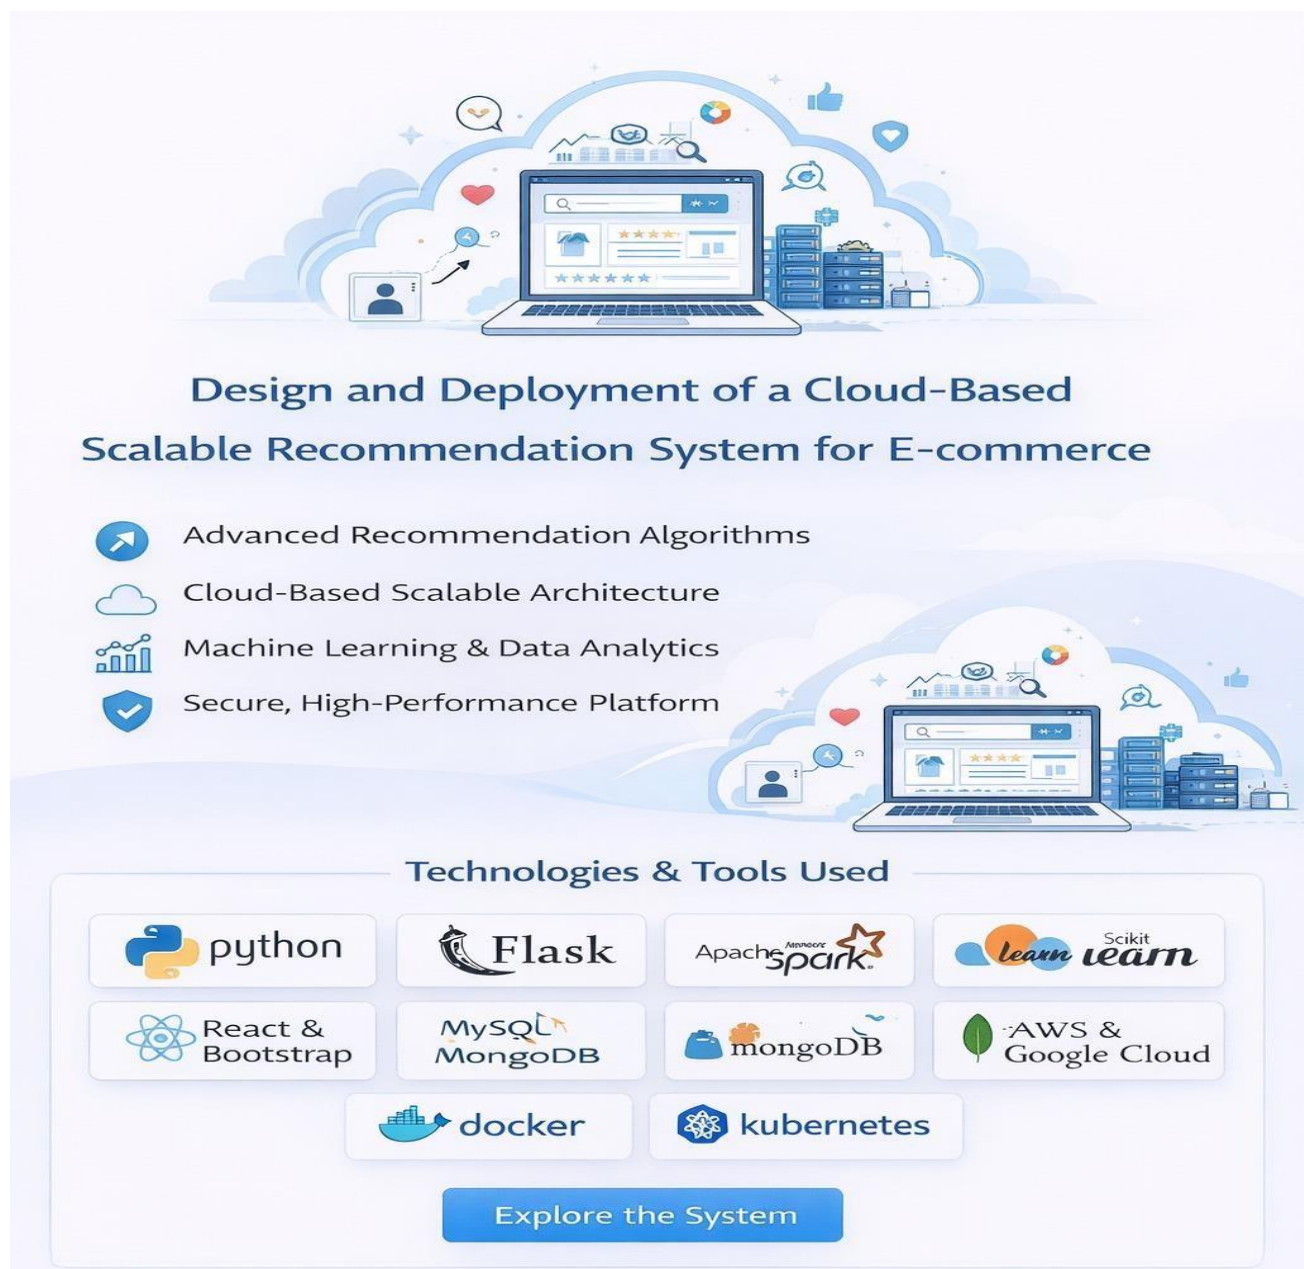 Design and Deployment of a Cloud-Based
Scalable Recommendation System for E-commerce
Advanced Recommendation Algorithms
Cloud-Based Scalable Architecture
Machine Learning & Data Analytics
Secure, High-Performance Platform
Technologies & Tools Used
python
Flask
Apache
Spark
Scikit
learn learn
React &
Bootstrap
MySQL
MongoDB
mongoDB
AWS &
Google Cloud
docker
kubernetes
Explore the System